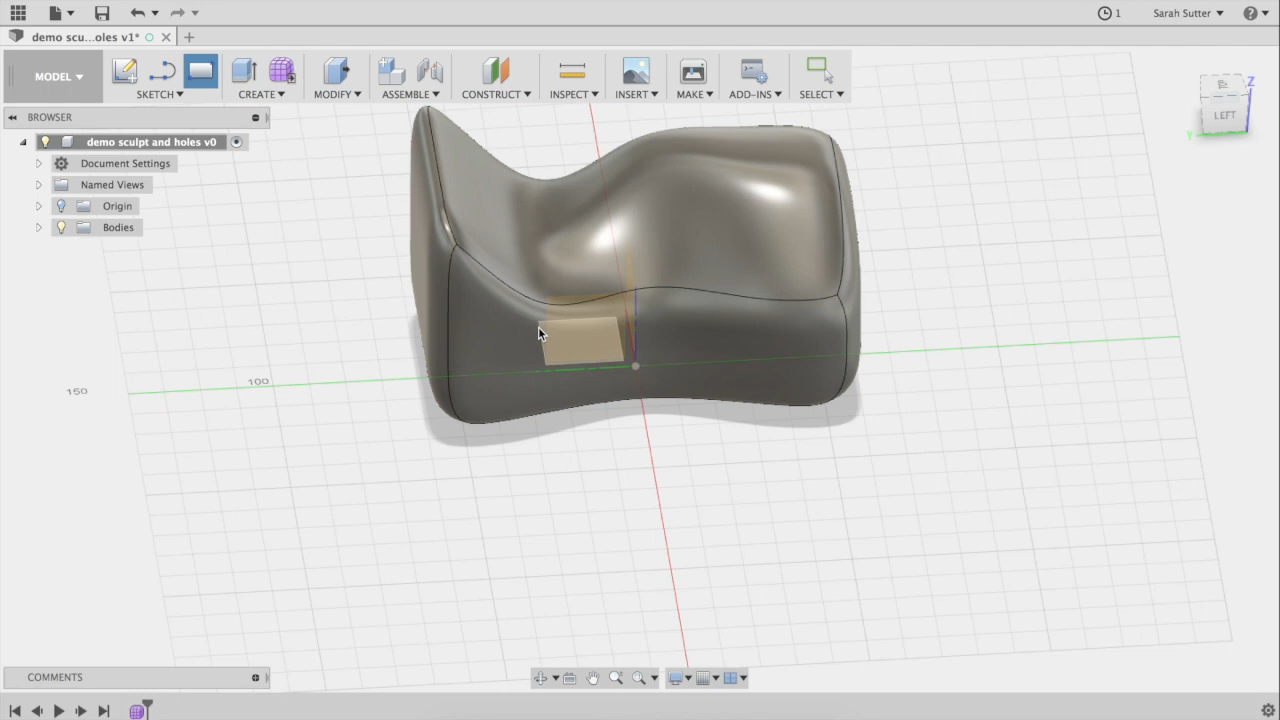 1
Sarah Sutter
demo scu...oles v1*
MODEL
SKETCH
CREATE
MODIFY
ASSEMBLE
CONSTRUCT
INSPECT
INSERT
MAKE
ADD-INS
SELECT
BROWSER
demo sculpt and holes v0
Document Settings
Named Views
Origin
Bodies
Z
LEFT
Y
150
100
COMMENTS